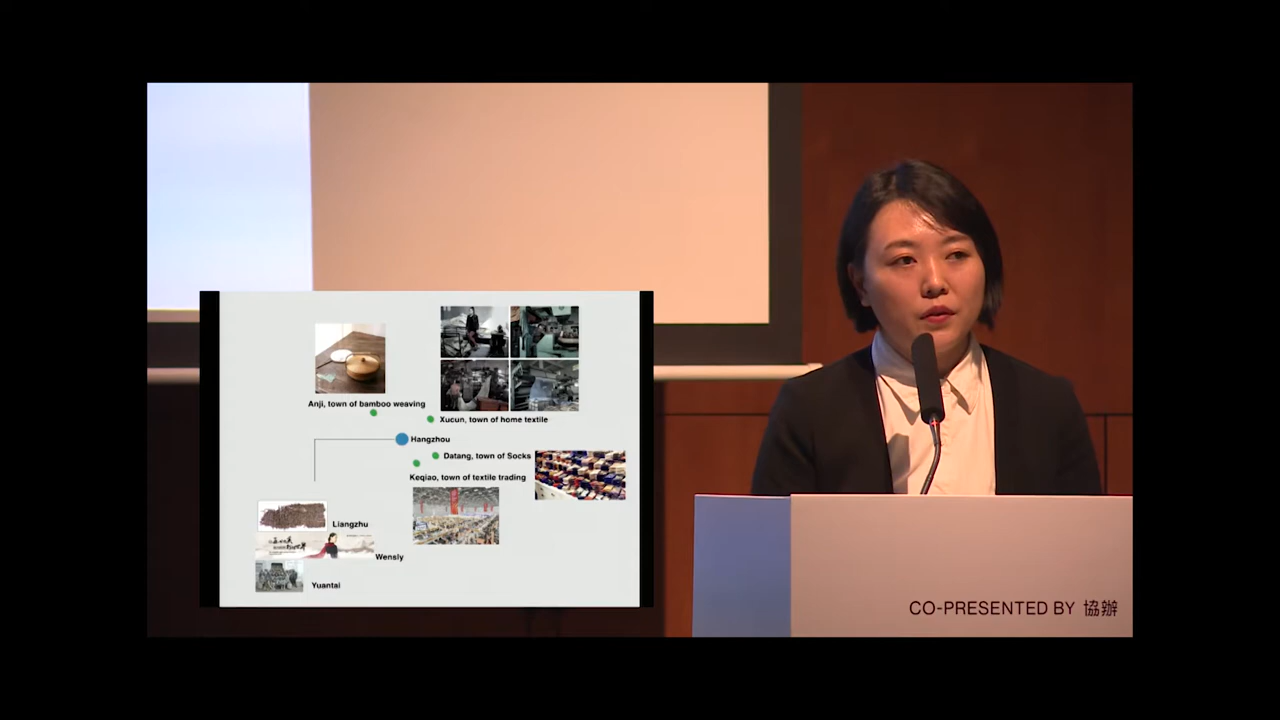 Anji, town of bamboo weaving
Xucun, town of home textile
Hangzhou
Datang, town of Socks
Keqiao, town of textile trading
Liangzhu
Wensly
Yuantai
CO-PRESENTED BY 協辦